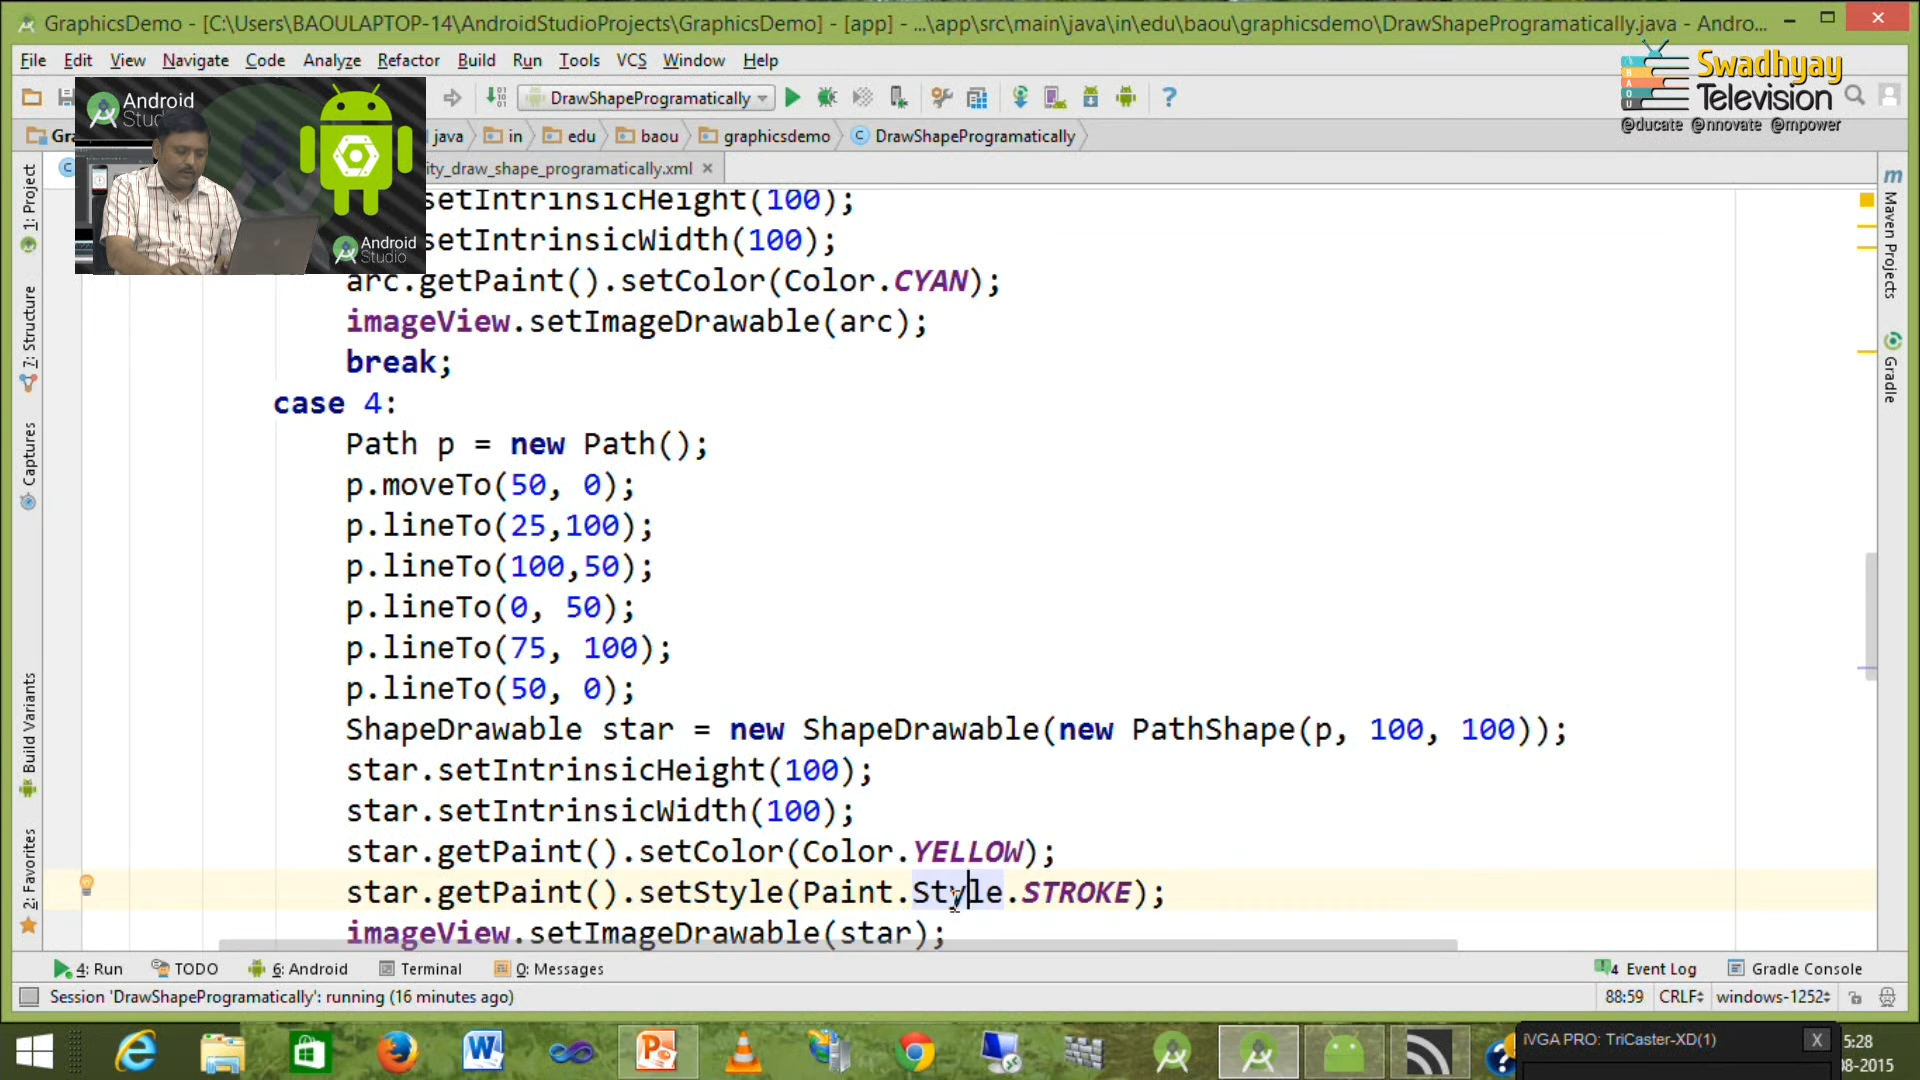 GraphicsDemo - [C:\Users\BAOULAPTOP-14\AndroidStudioProjects\GraphicsDemo] - [app] - ...\app\src\main\java\in\edu\baou\graphicsdemo\DrawShapeProgramatically.java - Andro...
File Edit View Navigate Code Analyze Refactor Build Run Tools VCS Window Help
Swadhyay
Television
@ducate @nnovate @mpower
DrawShapeProgramatically
Android
Studio
Gra java in edu baou graphicsdemo DrawShapeProgramatically
ity_draw_shape_programatically.xml
setIntrinsicHeight(100);
setIntrinsicWidth(100);
arc.getPaint().setColor(Color.CYAN);
imageView.setImageDrawable(arc);
break;
case 4:
Path p = new Path();
p.moveTo(50, 0);
p.lineTo(25,100);
p.lineTo(100,50);
p.lineTo(0, 50);
p.lineTo(75, 100);
p.lineTo(50, 0);
ShapeDrawable star = new ShapeDrawable(new PathShape(p, 100, 100));
star.setIntrinsicHeight(100);
star.setIntrinsicWidth(100);
star.getPaint().setColor(Color.YELLOW);
star.getPaint().setStyle(Paint.Style.STROKE);
imageView.setImageDrawable(star);
Android
Studio
1: Project
7: Structure
Captures
Build Variants
2: Favorites
Maven Projects
Gradle
4: Run TODO 6: Android Terminal 0: Messages 4 Event Log Gradle Console
Session 'DrawShapeProgramatically': running (16 minutes ago) 88:59 CRLF windows-1252
iVGA PRO: TriCaster-XD(1) X
5:28
8-2015